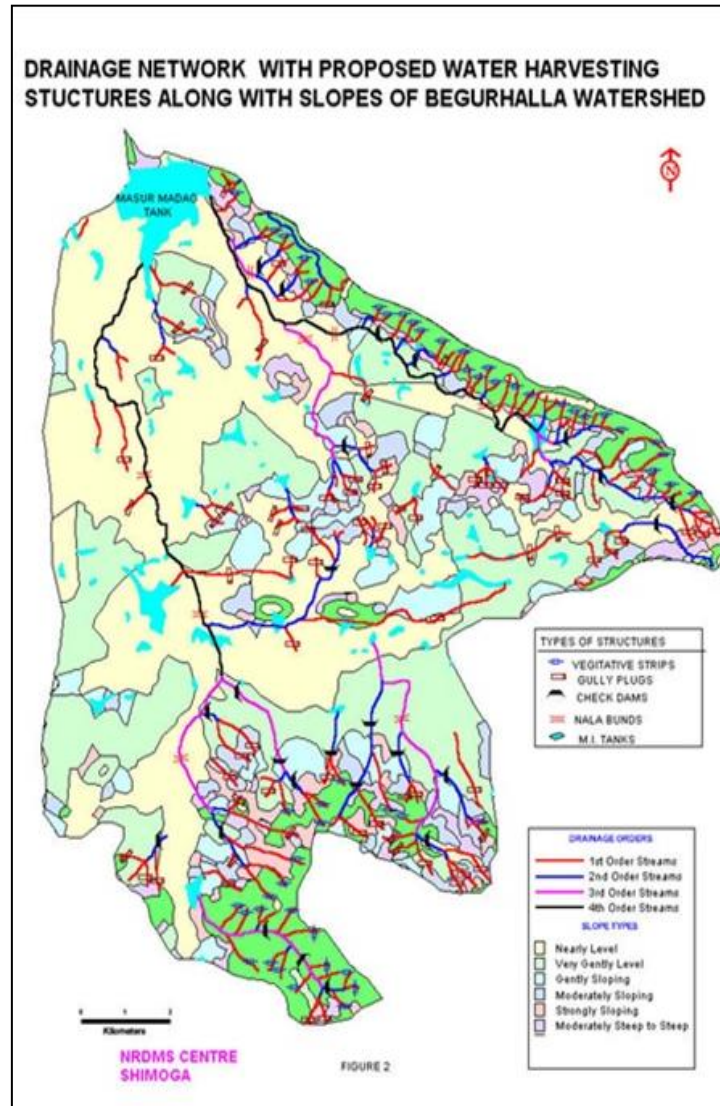 DRAINAGE NETWORK WITH PROPOSED WATER HARVESTING
STUCTURES ALONG WITH SLOPES OF BEGURHALLA WATERSHED
N
MASUR MADAG
TANK
TYPES OF STRUCTURES
VEGITATIVE STRIPS
GULLY PLUGS
CHECK DAMS
NALA BUNDS
M.I. TANKS
DRAINAGE ORDERS
1st Order Streams
2nd Order Streams
3rd Order Streams
4th Order Streams
SLOPE TYPES
Nearly Level
Very Gently Level
Gently Sloping
Moderately Sloping
Strongly Sloping
Moderately Steep to Steep
0 1 2
Kilometers
NRDMS CENTRE
SHIMOGA
FIGURE 2